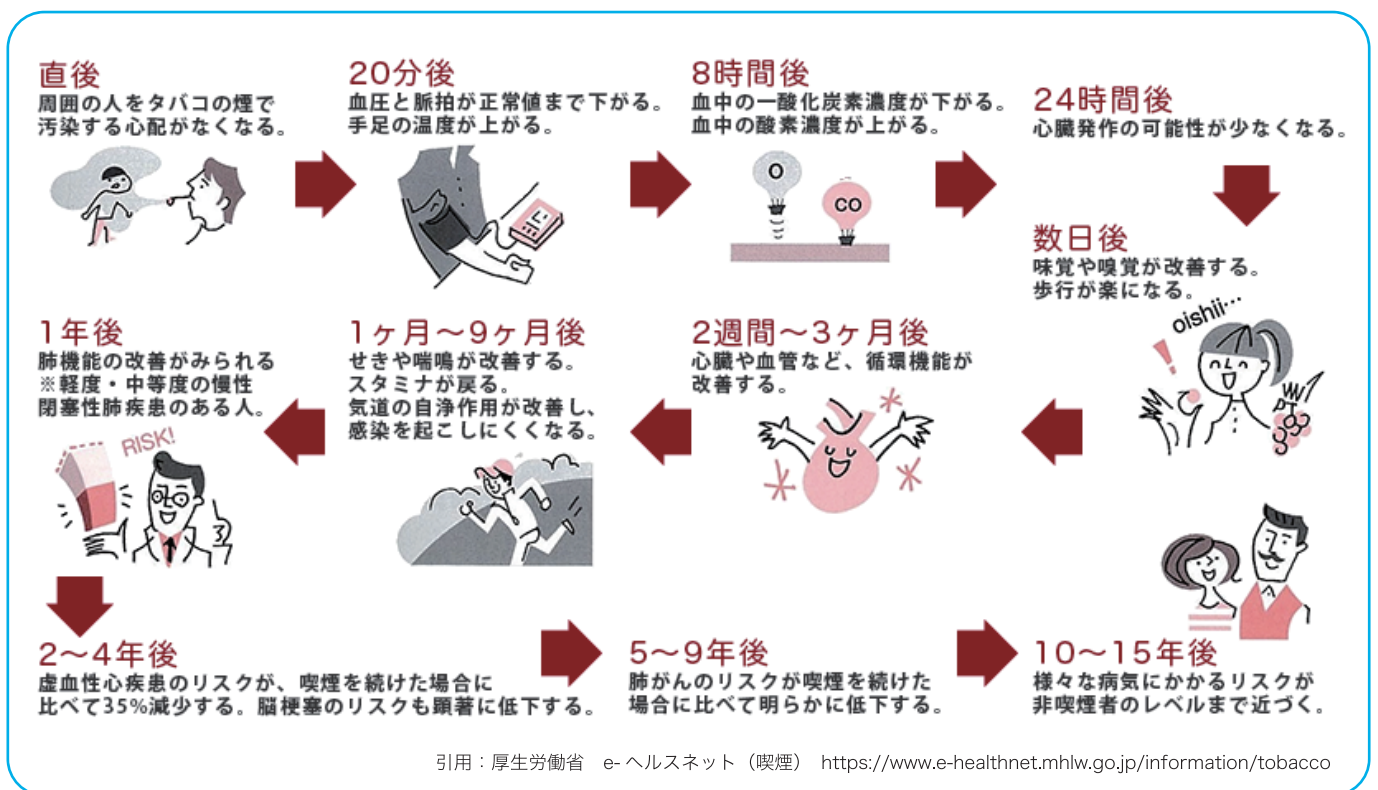 直後
周囲の人をタバコの煙で
汚染する心配がなくなる。
20分後
血圧と脈拍が正常値まで下がる。
手足の温度が上がる。
8時間後
血中の一酸化炭素濃度が下がる。
血中の酸素濃度が上がる。
O
CO
24時間後
心臓発作の可能性が少なくなる。
数日後
味覚や嗅覚が改善する。
歩行が楽になる。
oishii…
2週間〜3ヶ月後
心臓や血管など、循環機能が
改善する。
1ヶ月〜9ヶ月後
せきや喘鳴が改善する。
スタミナが戻る。
気道の自浄作用が改善し、
感染を起こしにくくなる。
1年後
肺機能の改善がみられる
※軽度・中等度の慢性
閉塞性肺疾患のある人。
RISK!
2〜4年後
虚血性心疾患のリスクが、喫煙を続けた場合に
比べて35%減少する。脳梗塞のリスクも顕著に低下する。
5〜9年後
肺がんのリスクが喫煙を続けた
場合に比べて明らかに低下する。
10〜15年後
様々な病気にかかるリスクが
非喫煙者のレベルまで近づく。
引用：厚生労働省　e-ヘルスネット（喫煙）　https://www.e-healthnet.mhlw.go.jp/information/tobacco